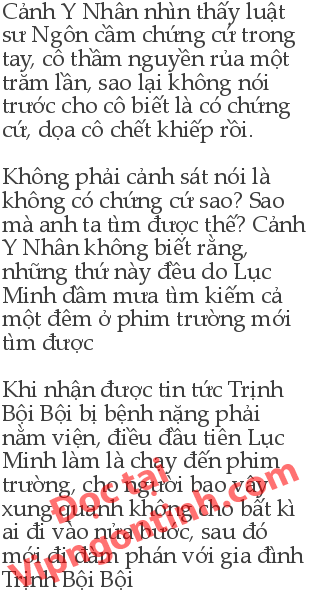 Cảnh Y Nhân nhìn thấy luật
sư Ngôn cầm chứng cứ trong
tay, cô thầm nguyền rủa một
trăm lần, sao lại không nói
trước cho cô biết là có chứng
cứ, dọa cô chết khiếp rồi.
Không phải cảnh sát nói là
không có chứng cứ sao? Sao
mà anh ta tìm được thế? Cảnh
Y Nhân không biết rằng,
những thứ này đều do Lục
Minh dầm mưa tìm kiếm cả
một đêm ở phim trường mới
tìm được
Khi nhận được tin tức Trịnh
Bội Bội bị bệnh nặng phải
nằm viện, điều đầu tiên Lục
Minh làm là chạy đến phim
trường, cho người bao vây
xung quanh không cho bất kì
ai đi vào nửa bước, sau đó
mới đi đàm phán với gia đình
Trịnh Bội Bội
Đọc tại
Vipngontinh.com